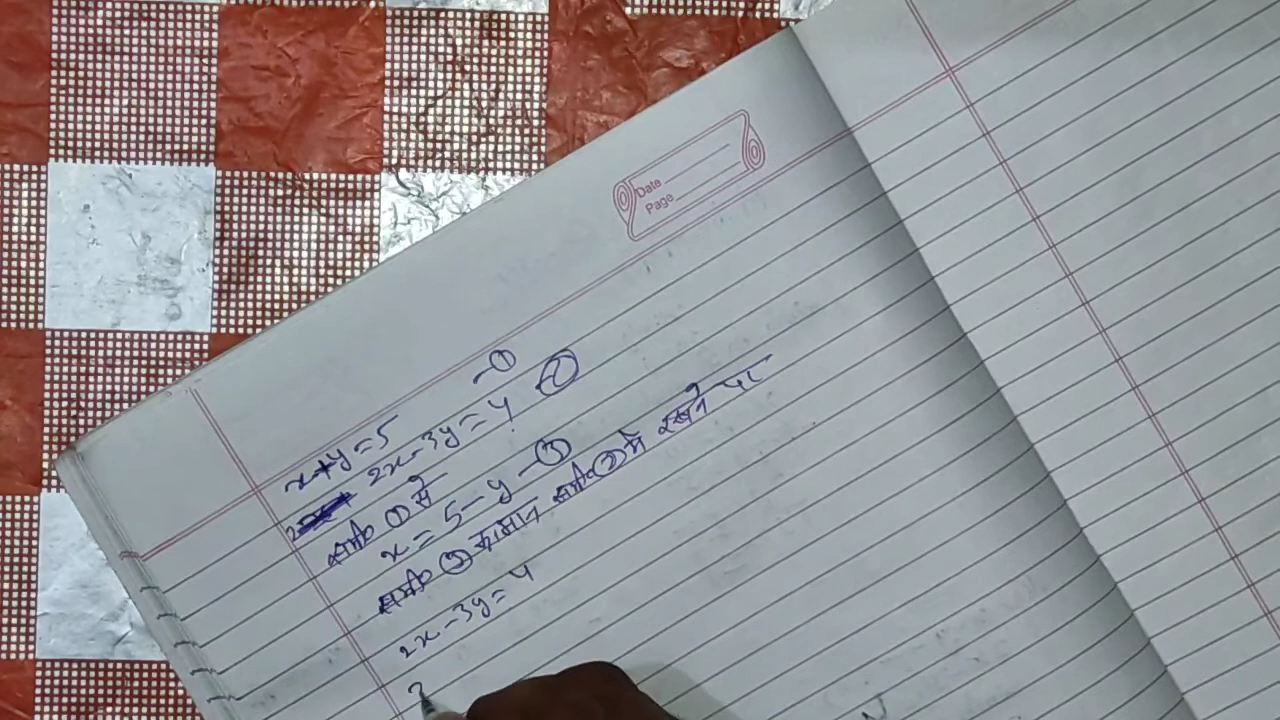 Date
Page
x+y=5 -①
2x-3y=4 -②
समी० ① से
x=5-y -③
समी० ③ का मान समी० ② में रखने पर
2x-3y=4
2